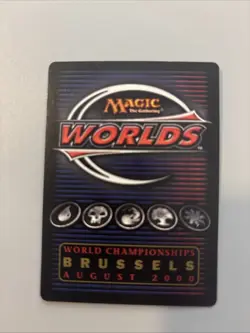 MAGIC
The Gathering
WORLDS
WORLD CHAMPIONSHIPS
BRUSSELS
AUGUST 2000